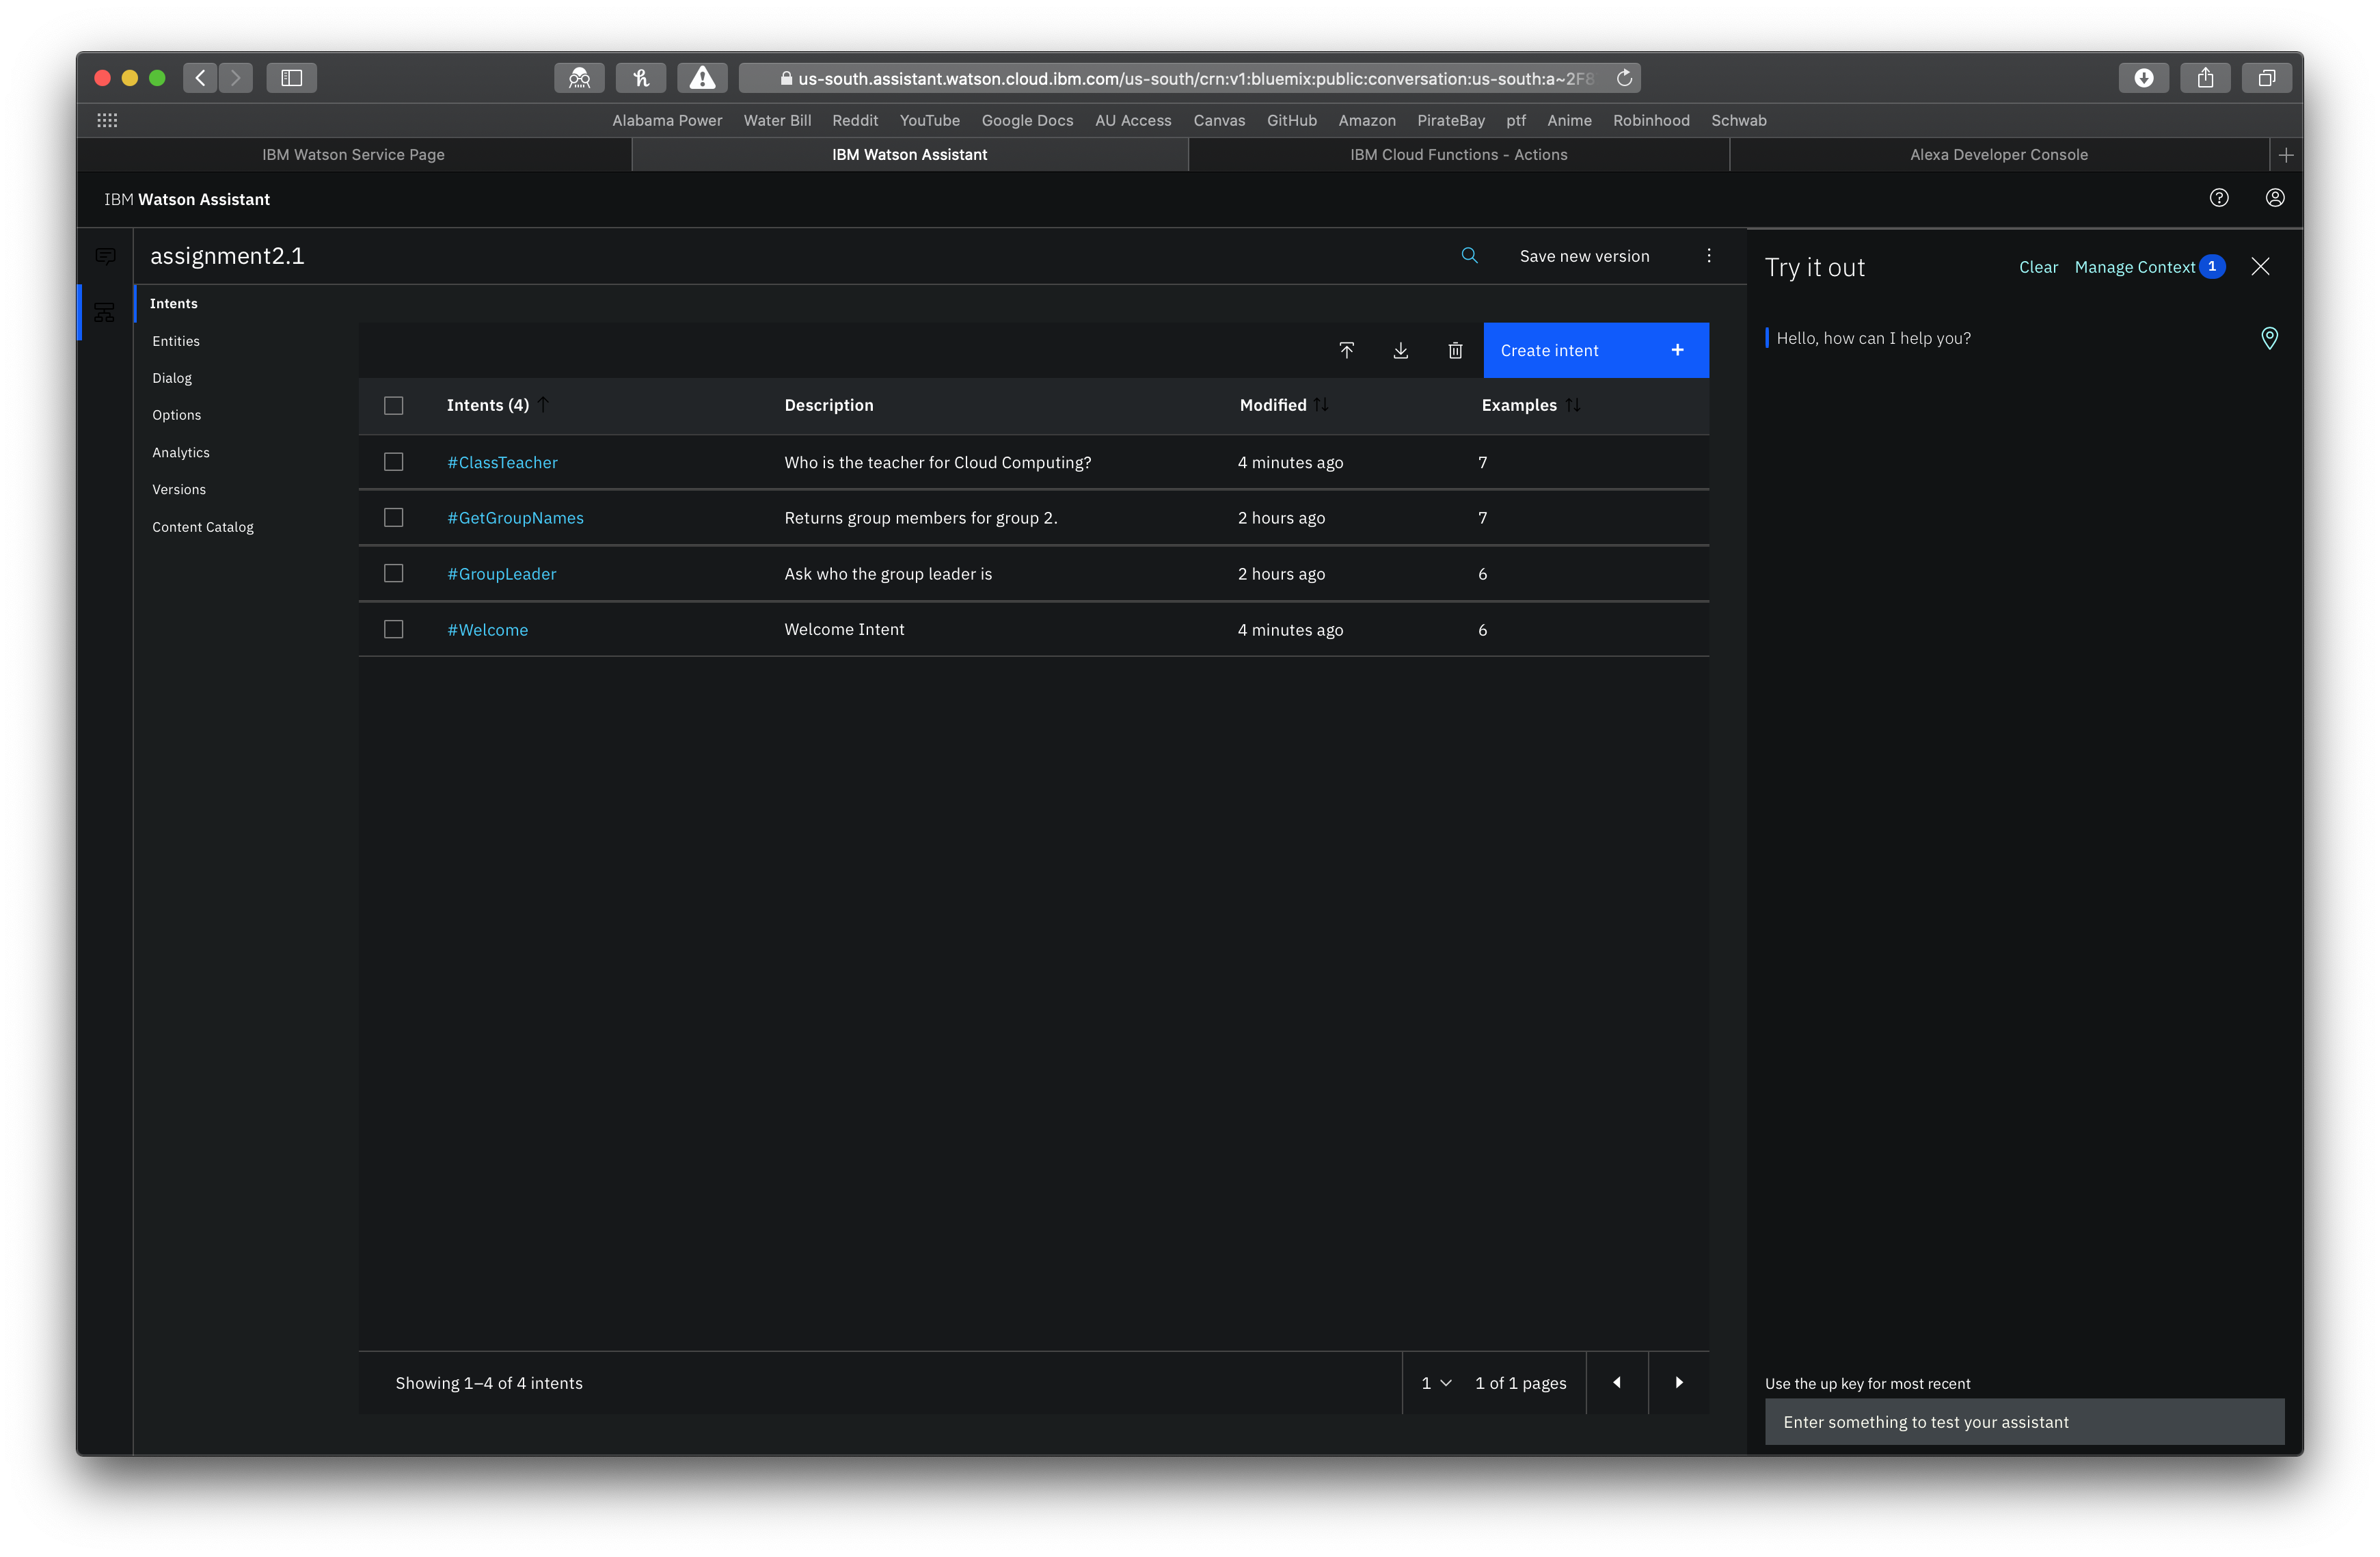 us-south.assistant.watson.cloud.ibm.com/us-south/crn:v1:bluemix:public:conversation:us-south:a~2F8
Alabama Power Water Bill Reddit YouTube Google Docs AU Access Canvas GitHub Amazon PirateBay ptf Anime Robinhood Schwab
IBM Watson Service Page IBM Watson Assistant IBM Cloud Functions - Actions Alexa Developer Console
IBM Watson Assistant
assignment2.1
Save new version
Intents
Entities
Dialog
Options
Analytics
Versions
Content Catalog
Create intent +
Intents (4) Description Modified Examples
#ClassTeacher Who is the teacher for Cloud Computing? 4 minutes ago 7
#GetGroupNames Returns group members for group 2. 2 hours ago 7
#GroupLeader Ask who the group leader is 2 hours ago 6
#Welcome Welcome Intent 4 minutes ago 6
Showing 1–4 of 4 intents
1 1 of 1 pages
Try it out Clear Manage Context 1
Hello, how can I help you?
Use the up key for most recent
Enter something to test your assistant